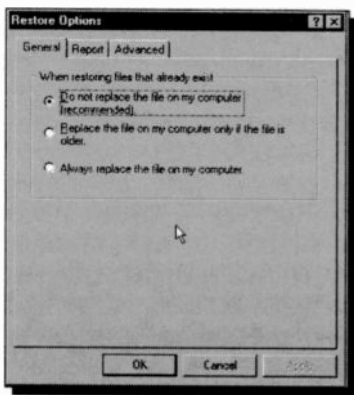 Restore Options
General Report Advanced
When restoring files that already exist
Do not replace the file on my computer
(recommended).
Replace the file on my computer only if the file is
older.
Always replace the file on my computer
OK Cancel Apply